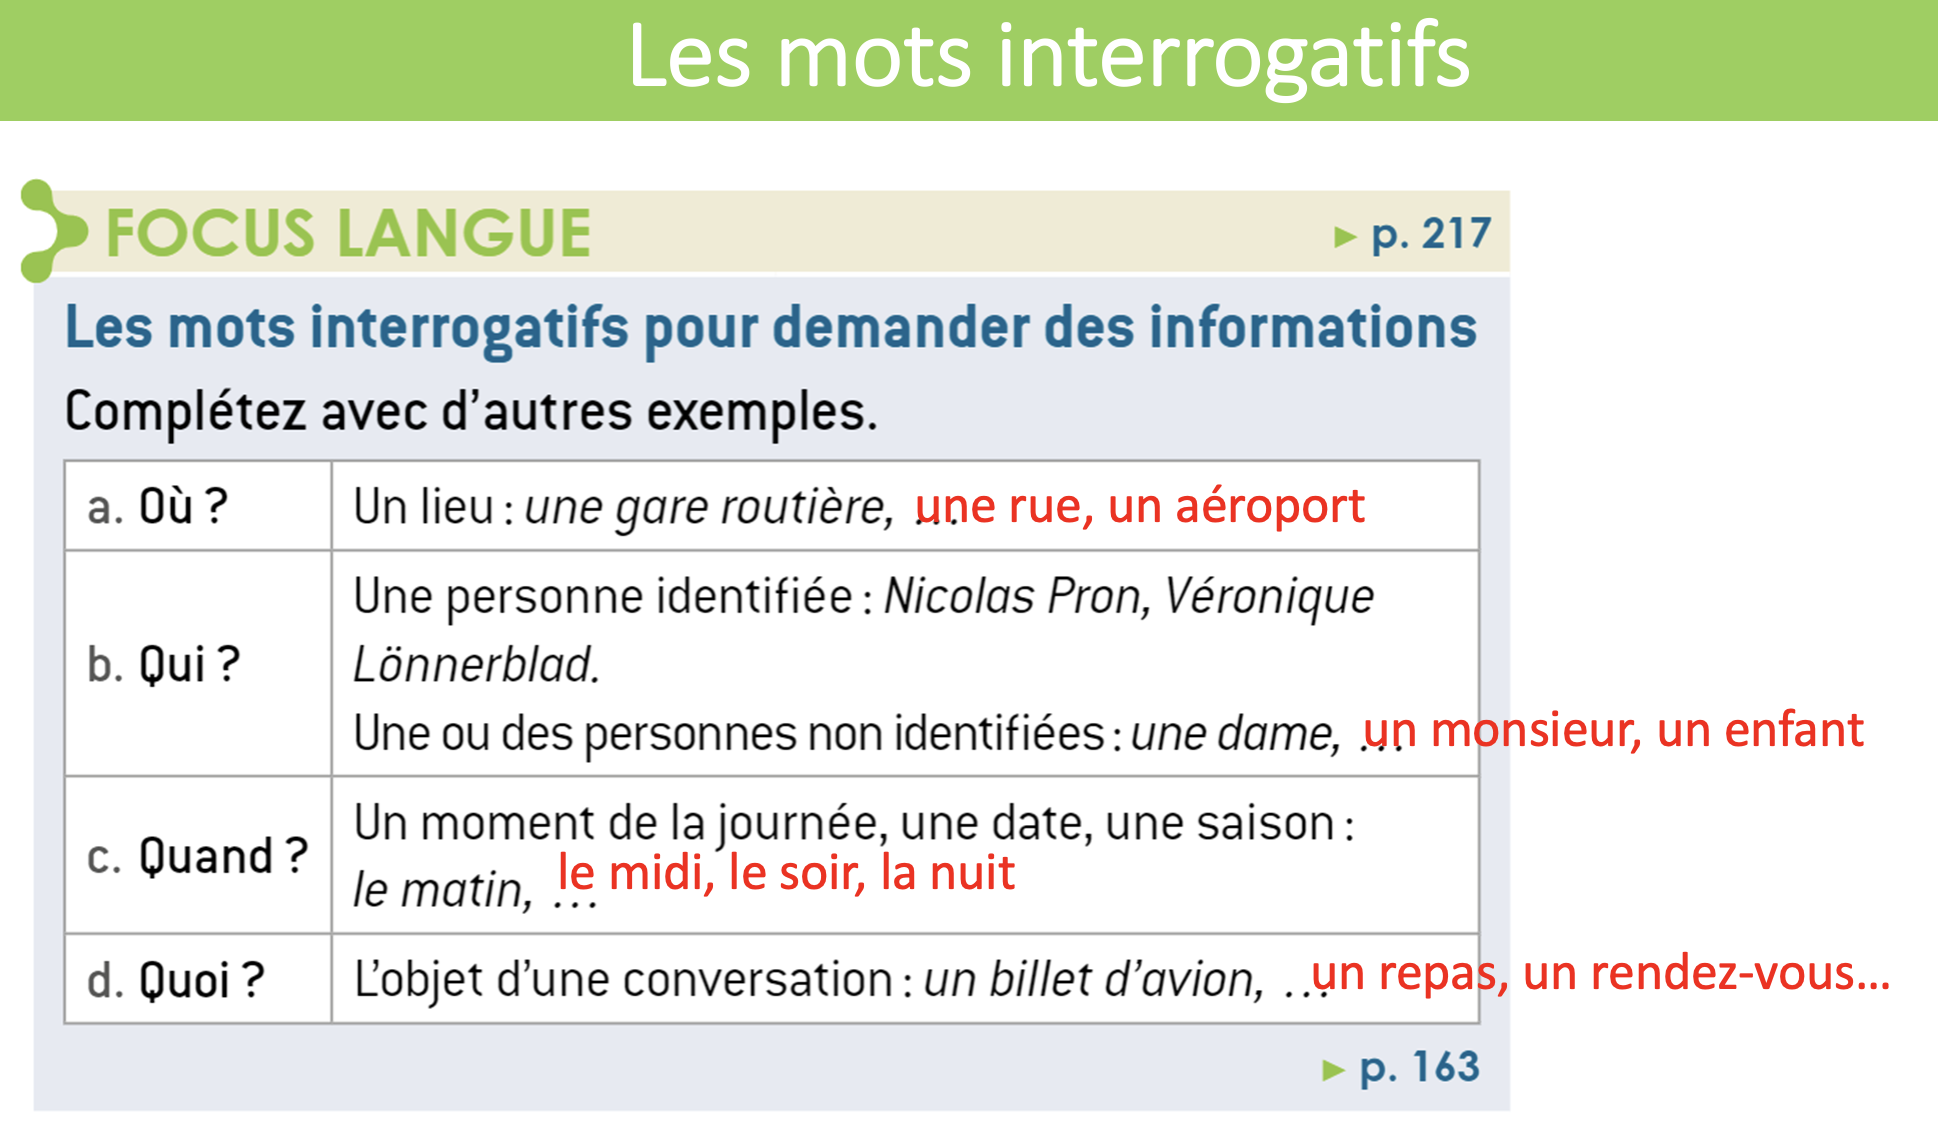 Les mots interrogatifs
FOCUS LANGUE
► p. 217
Les mots interrogatifs pour demander des informations
Complétez avec d'autres exemples.
a. Où ?
Un lieu : une gare routière, ... une rue, un aéroport
b. Qui ?
Une personne identifiée : Nicolas Pron, Véronique
Lönnerblad.
Une ou des personnes non identifiées : une dame, ... un monsieur, un enfant
c. Quand ?
Un moment de la journée, une date, une saison :
le matin, ... le midi, le soir, la nuit
d. Quoi ?
L'objet d'une conversation : un billet d'avion, ... un repas, un rendez-vous...
► p. 163